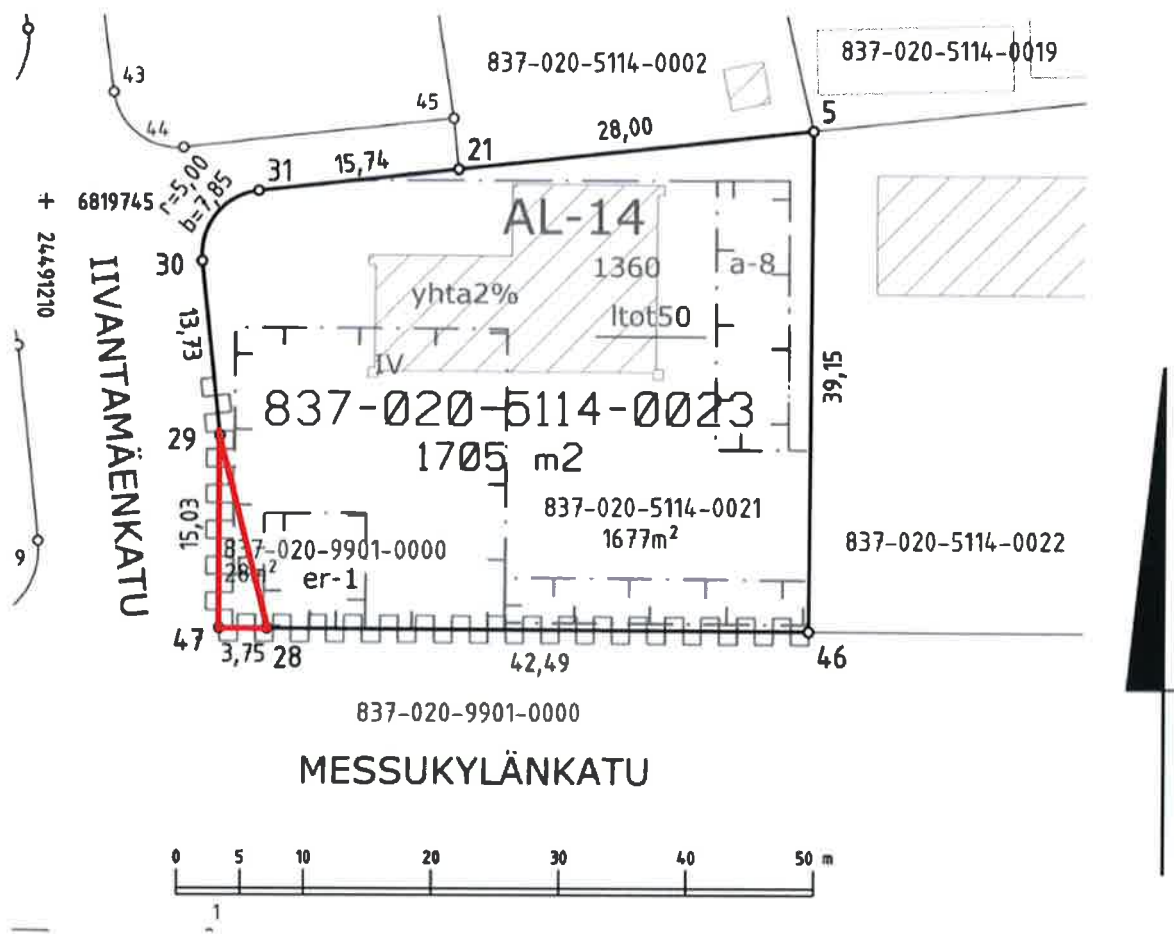 837-020-5114-0002
837-020-5114-0019
43
45
5
44
28,00
21
15,74
31
r=5,00
b=7,85
+ 6819745
24491210
AL-14
30
1360
a-8
yhta2%
ltot50
13,73
IV
39,15
IIVANTAMÄENKATU
837-020-5114-0023
29
1705 m2
15,03
837-020-5114-0021
1677m²
837-020-9901-0000
28m²
er-1
837-020-5114-0022
9
47
3,75
28
42,49
46
837-020-9901-0000
MESSUKYLÄNKATU
0 5 10 20 30 40 50 m
1